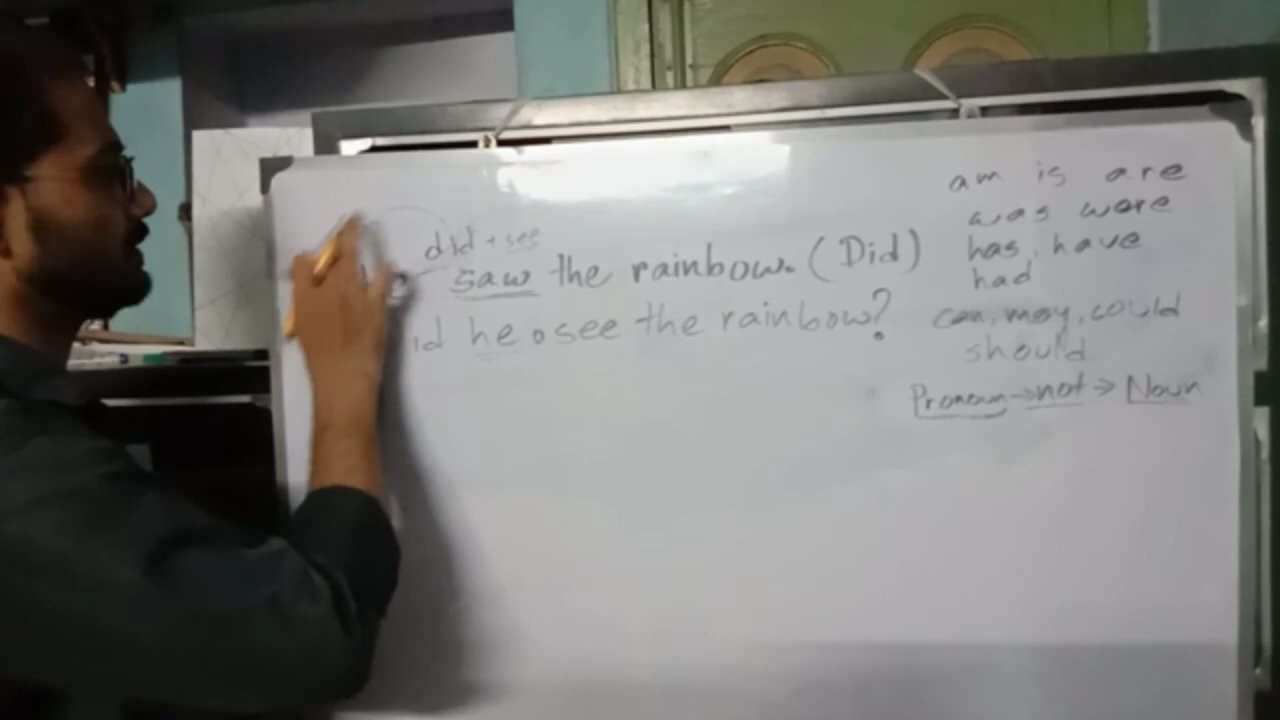 did + see
saw the rainbow. (Did)
id he see the rainbow?
am is are
was were
has, have
had
can, may, could
should
Pronoun → not → Noun